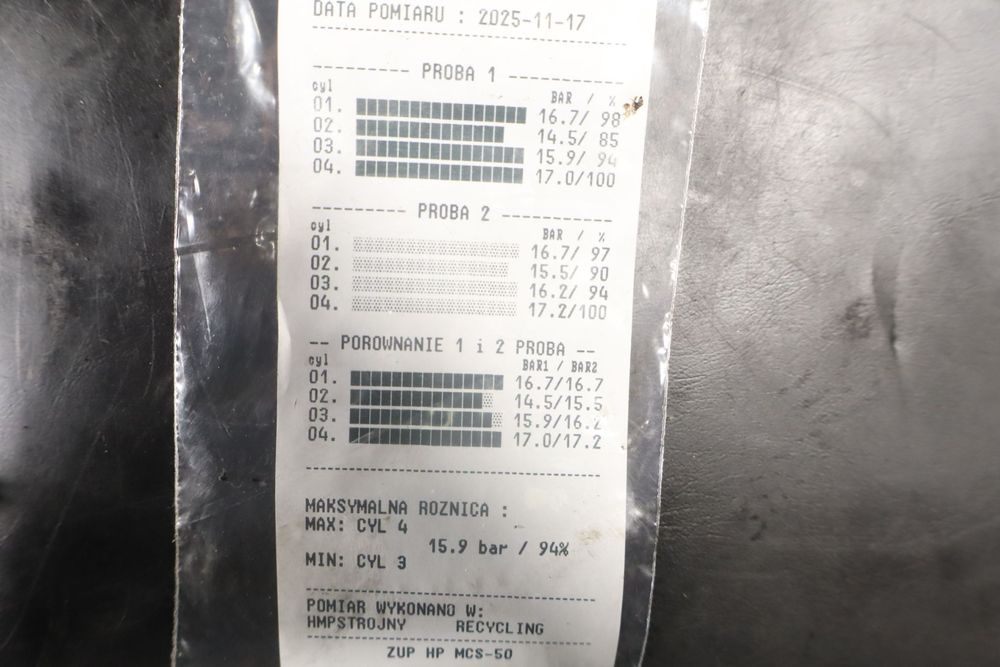 DATA POMIARU : 2025-11-17
--------- PROBA 1 ---------
cyl BAR / %
01. 16.7/ 98
02. 14.5/ 85
03. 15.9/ 94
04. 17.0/100
--------- PROBA 2 ---------
cyl BAR / %
01. 16.7/ 97
02. 15.5/ 90
03. 16.2/ 94
04. 17.2/100
-- POROWNANIE 1 i 2 PROBA --
cyl BAR1 / BAR2
01. 16.7/16.7
02. 14.5/15.5
03. 15.9/16.2
04. 17.0/17.2
MAKSYMALNA ROZNICA :
MAX: CYL 4
15.9 bar / 94%
MIN: CYL 3
POMIAR WYKONANO W:
HMPSTROJNY RECYCLING
ZUP HP MCS-50